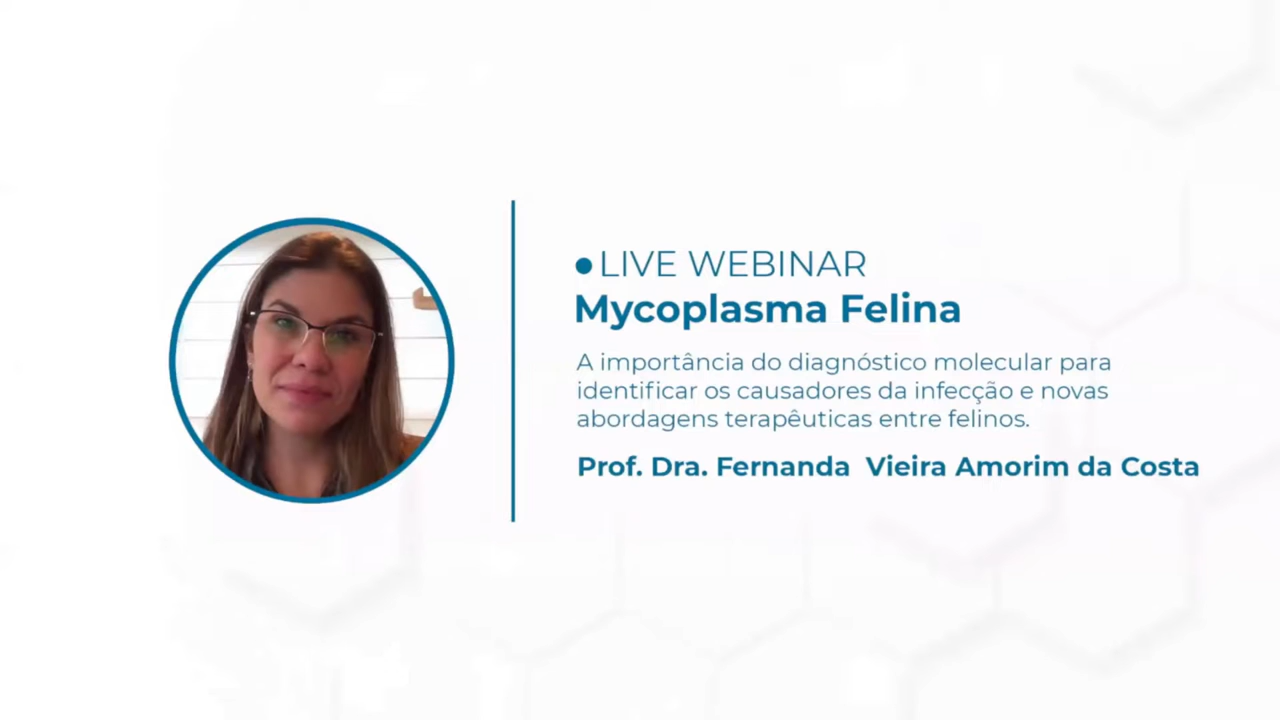 LIVE WEBINAR
Mycoplasma Felina
A importância do diagnóstico molecular para
identificar os causadores da infecção e novas
abordagens terapêuticas entre felinos.
Prof. Dra. Fernanda Vieira Amorim da Costa